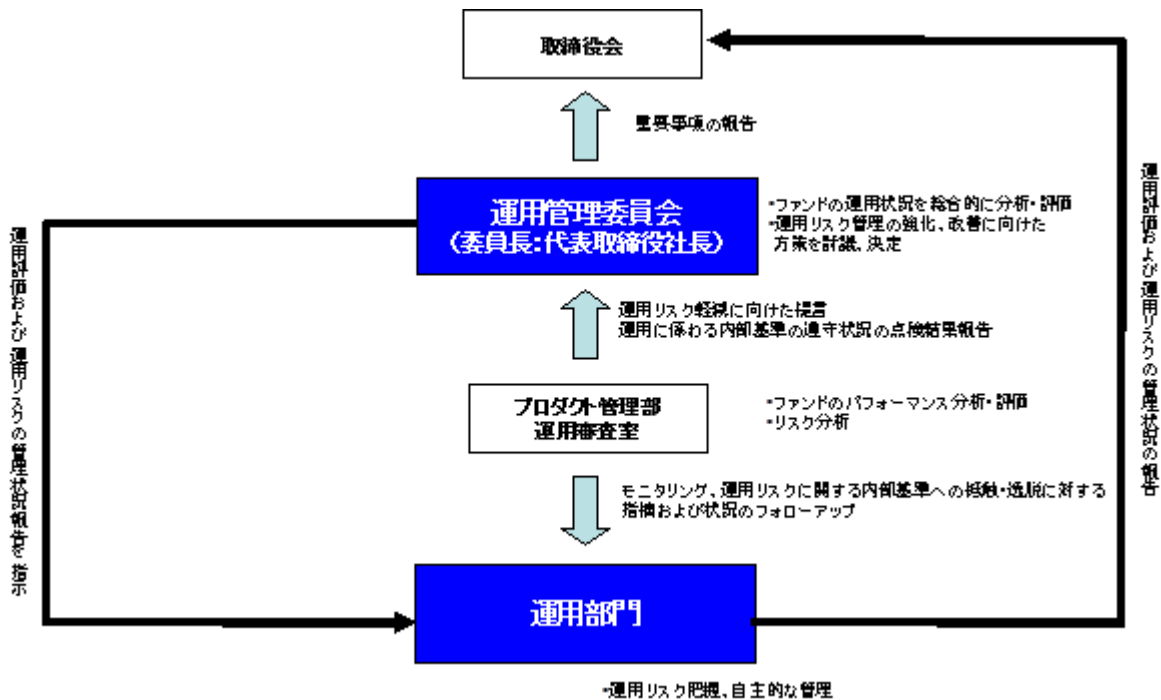 取締役会
重要事項の報告
運用管理委員会
（委員長：代表取締役社長）
・ファンドの運用状況を総合的に分析・評価
・運用リスク管理の強化、改善に向けた
方策を討議、決定
運用リスク軽減に向けた提言
運用に係わる内部基準の遵守状況の点検結果報告
プロダクト管理部
運用審査室
・ファンドのパフォーマンス分析・評価
・リスク分析
モニタリング、運用リスクに関する内部基準への抵触・逸脱に対する
指摘および状況のフォローアップ
運用部門
・運用リスク把握、自主的な管理
運用評価および運用リスクの管理状況報告を指示
運用評価および運用リスクの管理状況の報告